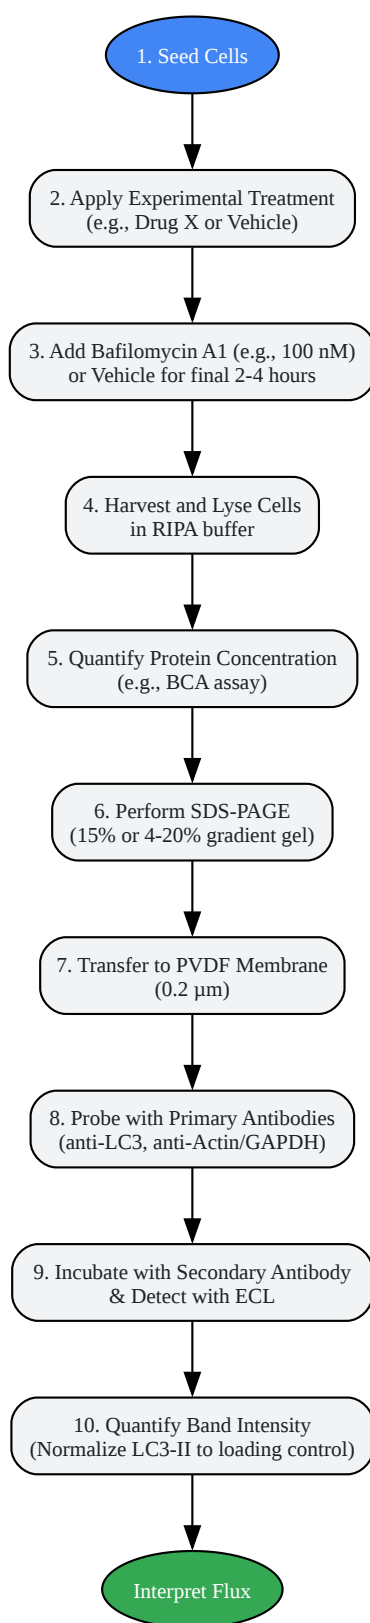 1. Seed Cells
2. Apply Experimental Treatment
(e.g., Drug X or Vehicle)
3. Add Bafilomycin A1 (e.g., 100 nM)
or Vehicle for final 2-4 hours
4. Harvest and Lyse Cells
in RIPA buffer
5. Quantify Protein Concentration
(e.g., BCA assay)
6. Perform SDS-PAGE
(15% or 4-20% gradient gel)
7. Transfer to PVDF Membrane
(0.2 µm)
8. Probe with Primary Antibodies
(anti-LC3, anti-Actin/GAPDH)
9. Incubate with Secondary Antibody
& Detect with ECL
10. Quantify Band Intensity
(Normalize LC3-II to loading control)
Interpret Flux